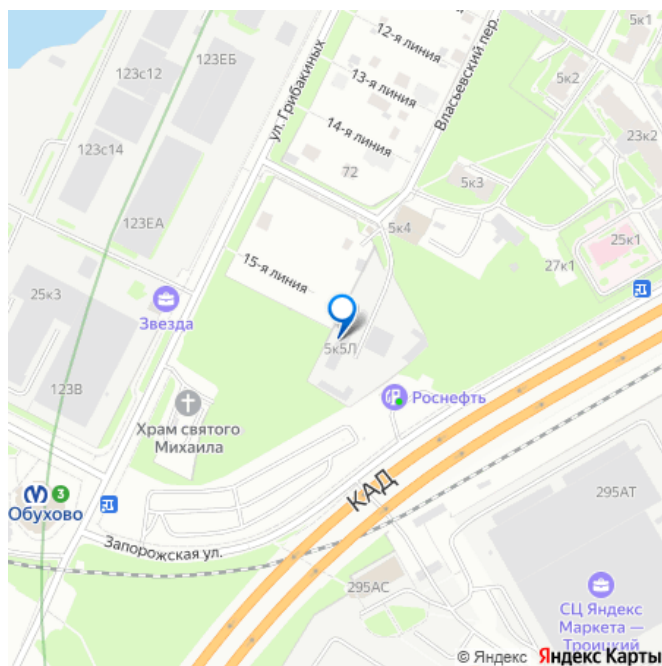 12-я линия
5к1
123с12
123ЕБ
13-я линия
Власьевский пер.
5к2
ул. Грибакиных
14-я линия
23к2
123с14
72
5к3
123ЕА
5к4
25к1
27к1
15-я линия
25к3
Звезда
5к5Л
123В
Роснефть
Храм святого
Михаила
КАД
295АТ
3
Обухово
Запорожская ул.
295АС
СЦ Яндекс
Маркета —
Троицкий
© Яндекс Яндекс Карты